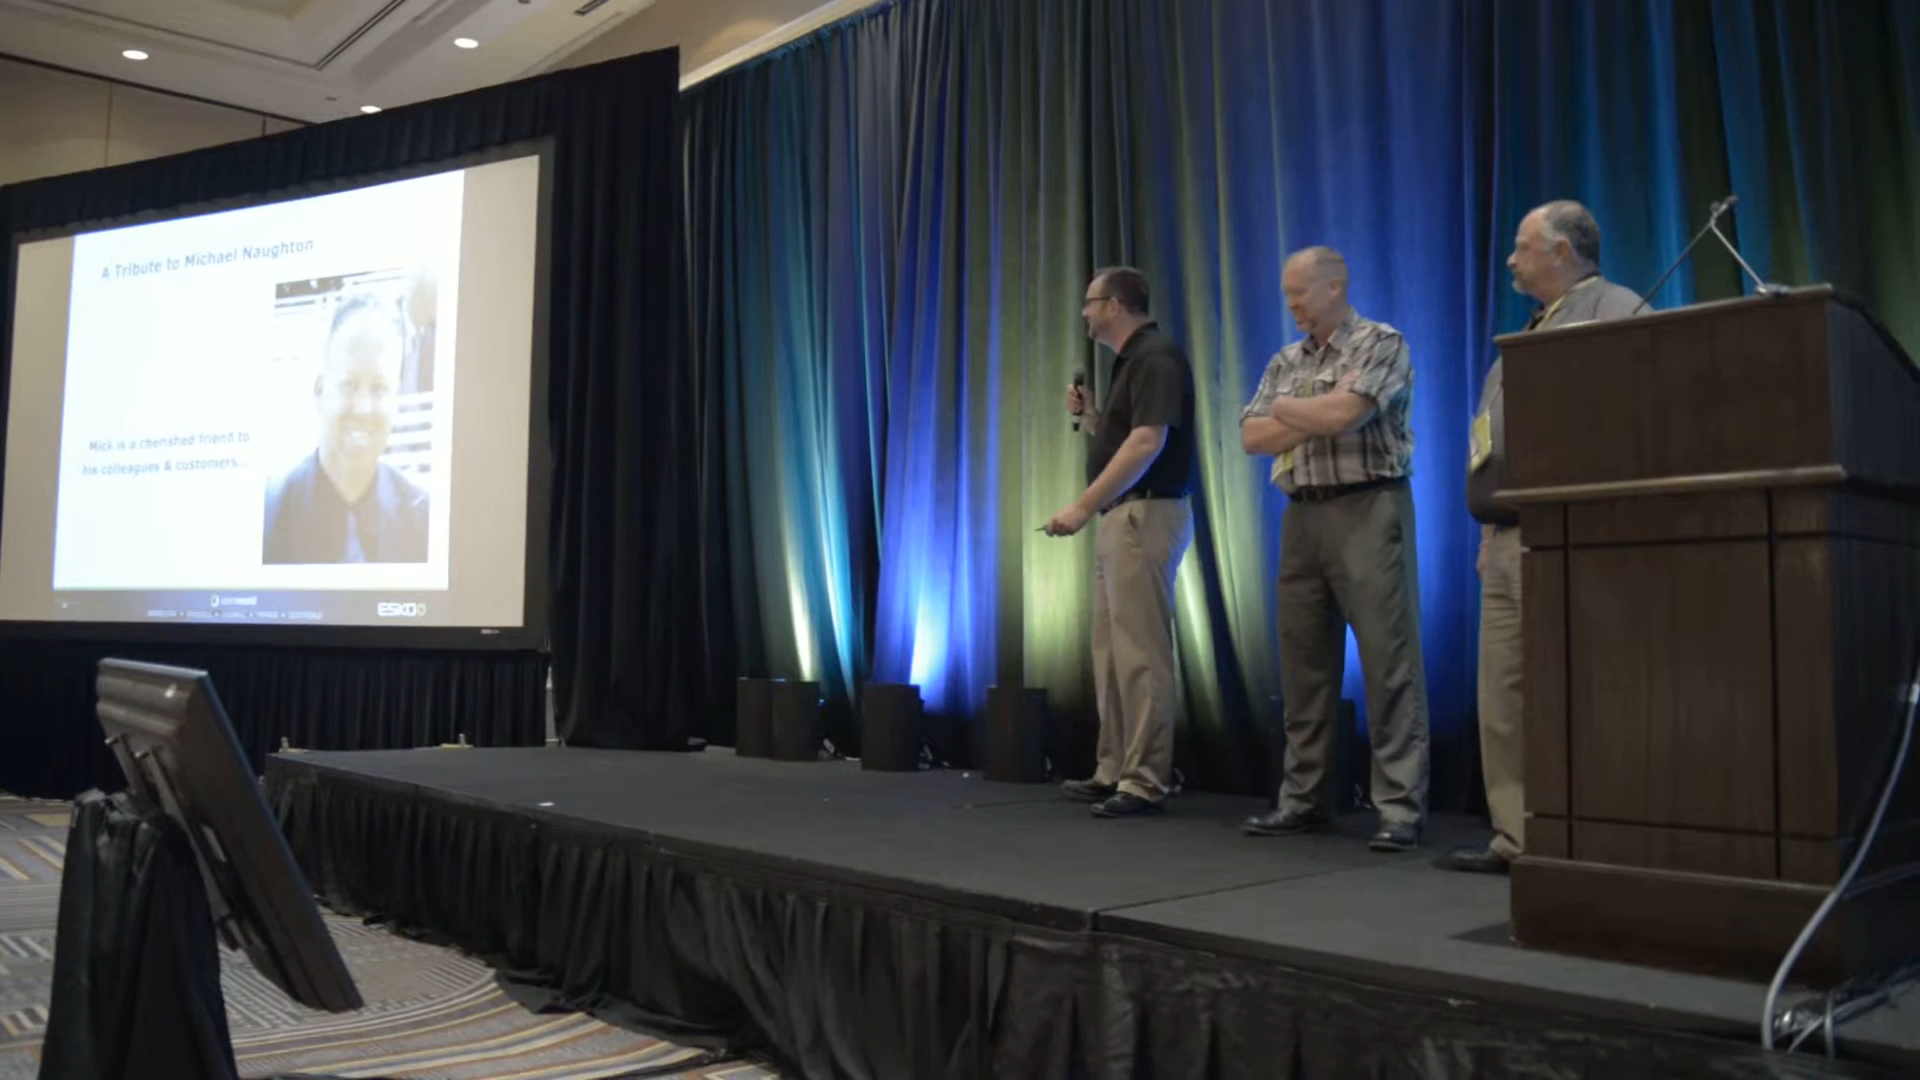 A Tribute to Michael Naughton
Mick is a cherished friend to
his colleagues & customers...
ESKO